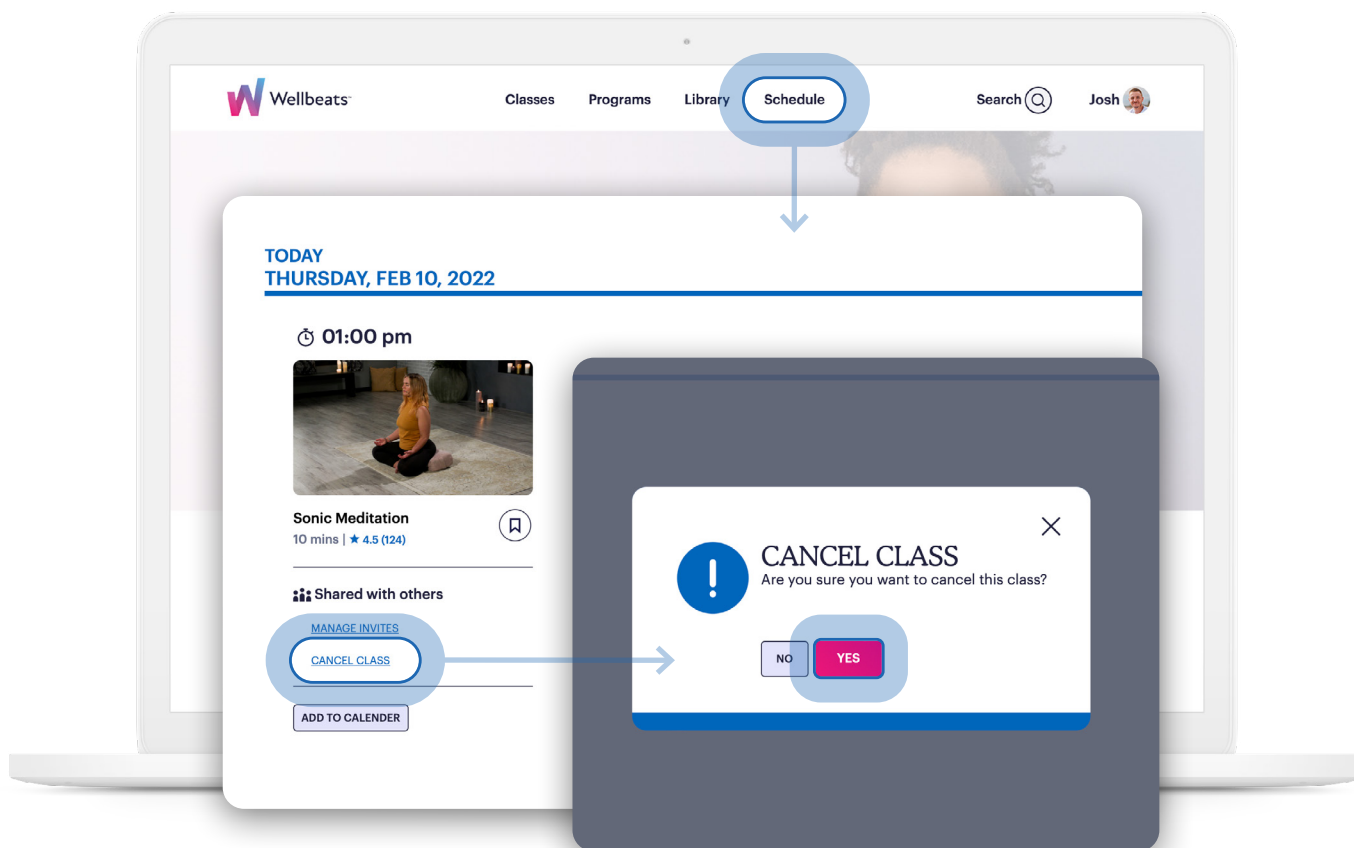 Wellbeats™
Classes Programs Library Schedule Search Josh
TODAY
THURSDAY, FEB 10, 2022
01:00 pm
Sonic Meditation
10 mins | ★ 4.5 (124)
Shared with others
MANAGE INVITES
CANCEL CLASS
ADD TO CALENDER
CANCEL CLASS
Are you sure you want to cancel this class?
NO YES